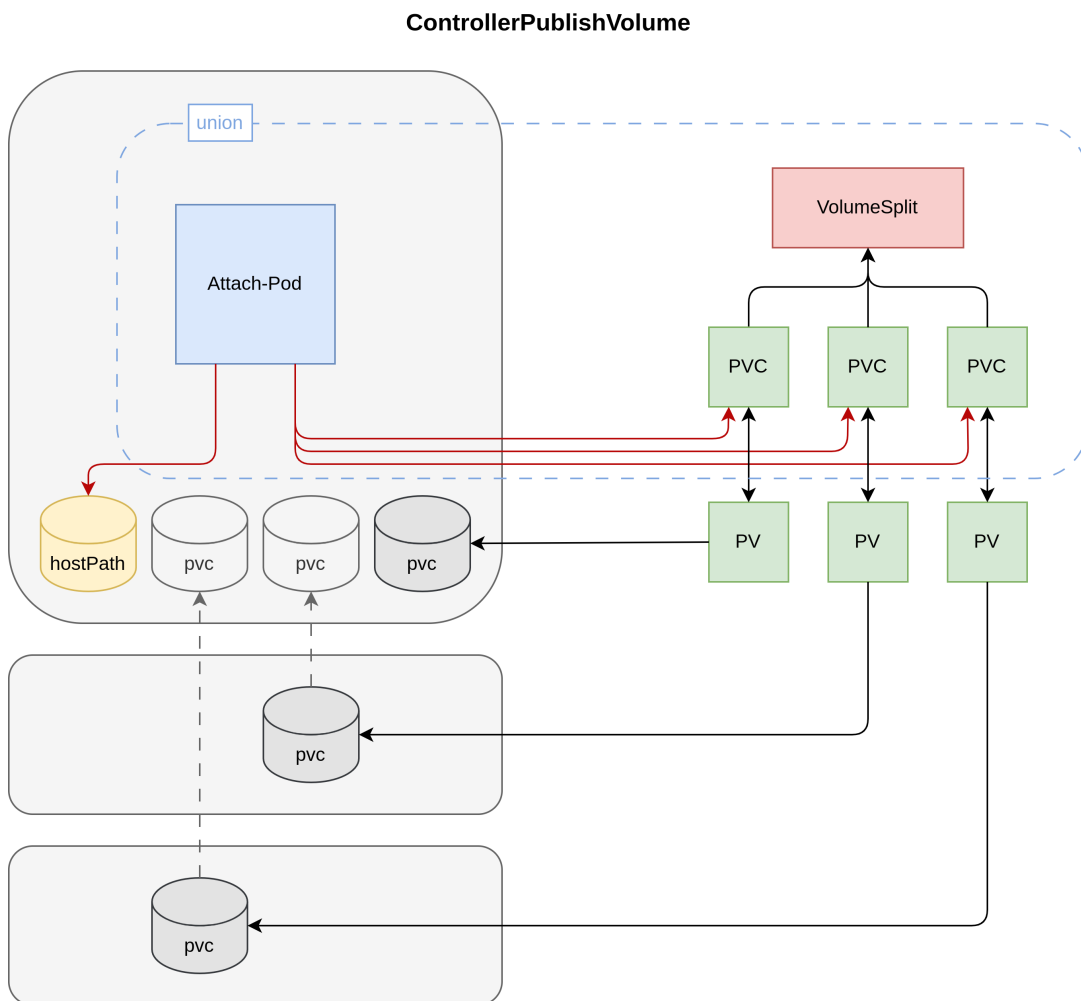 ControllerPublishVolume
union
VolumeSplit
Attach-Pod
PVC
PVC
PVC
hostPath
pvc
pvc
pvc
PV
PV
PV
pvc
pvc